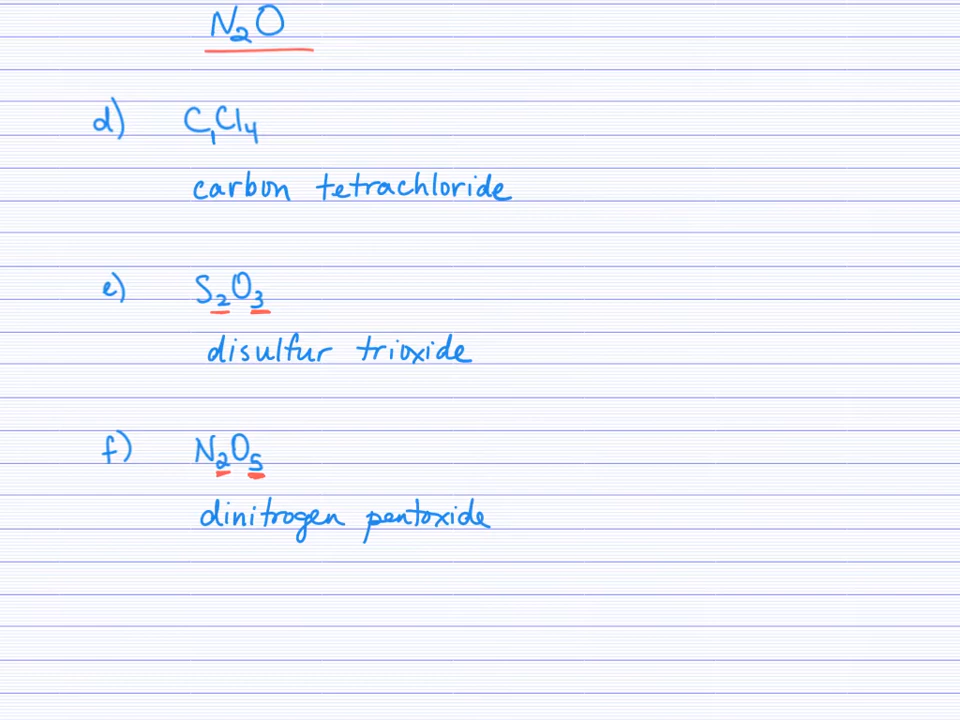 N₂O
d) C₁Cl₄
carbon tetrachloride
e) S₂O₃
disulfur trioxide
f) N₂O₅
dinitrogen pentoxide